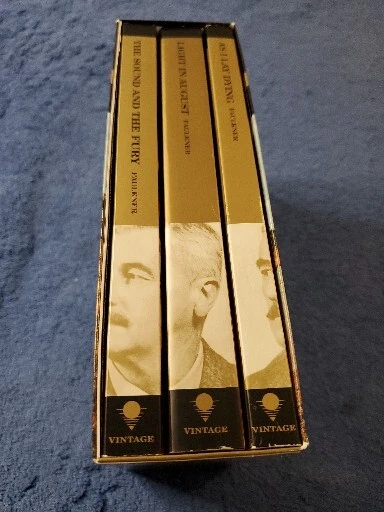 THE SOUND AND THE FURY FAULKNER
LIGHT IN AUGUST FAULKNER
AS I LAY DYING FAULKNER
VINTAGE
VINTAGE
VINTAGE